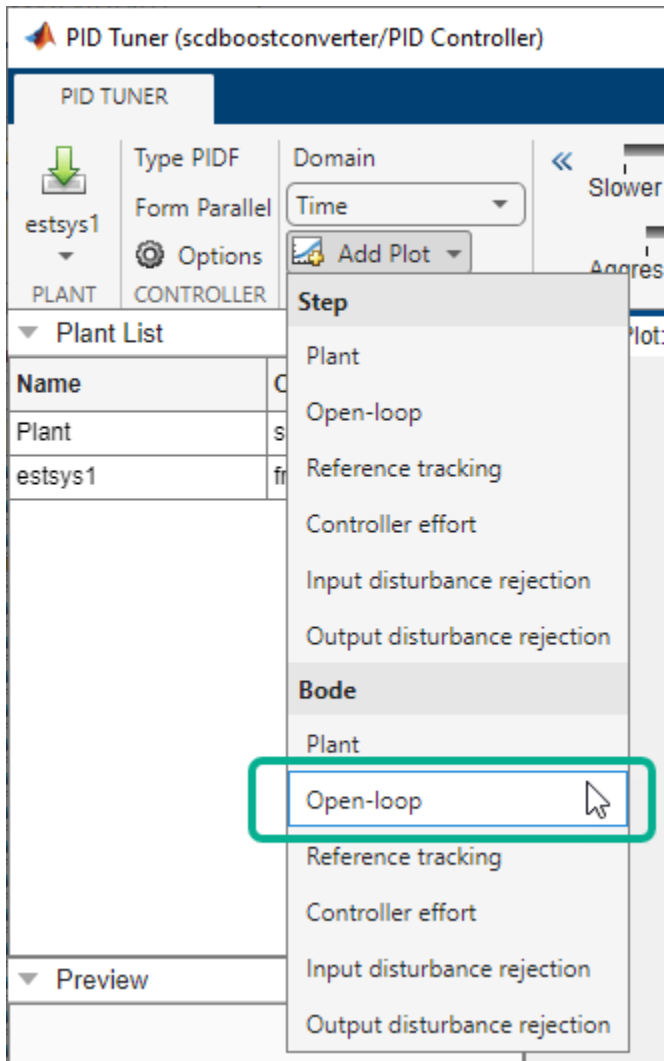 PID Tuner (scdboostconverter/PID Controller)
PID TUNER
estsys1
PLANT
Type PIDF
Form Parallel
Options
CONTROLLER
Domain
Time
Add Plot
Slower
Plant List
Name
Plant
estsys1
Step
Plant
Open-loop
Reference tracking
Controller effort
Input disturbance rejection
Output disturbance rejection
Bode
Plant
Open-loop
Reference tracking
Controller effort
Input disturbance rejection
Output disturbance rejection
Preview